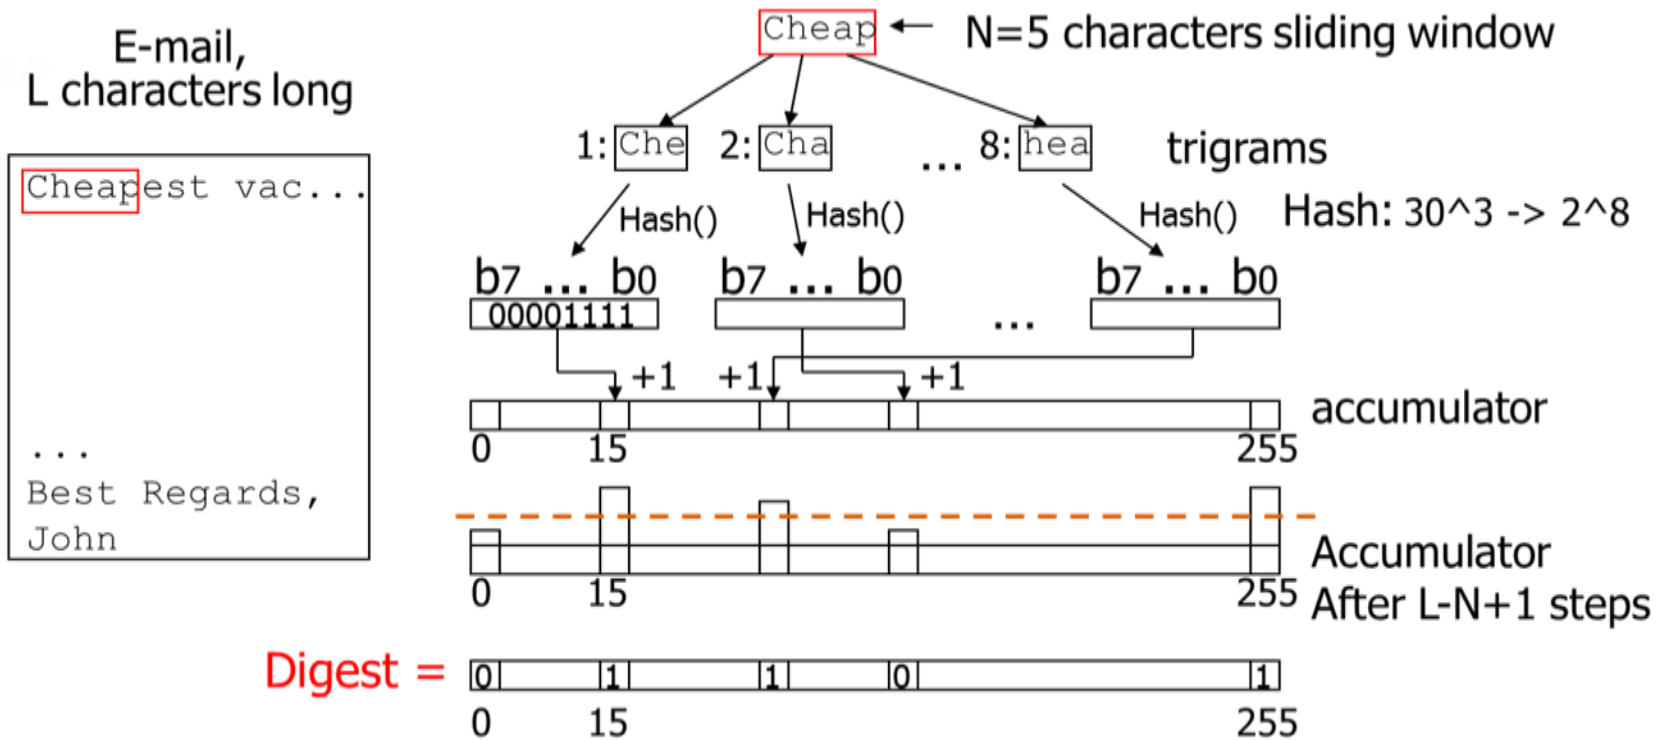 E-mail,
L characters long
Cheapest vac...
...
Best Regards,
John
Cheap N=5 characters sliding window
1: Che 2: Cha ... 8: hea trigrams
Hash() Hash() Hash() Hash: 30^3 -> 2^8
b7 ... b0 b7 ... b0 b7 ... b0
00001111 ...
+1 +1 +1
accumulator
0 15 255
Accumulator
0 15 255 After L-N+1 steps
Digest = 0 1 1 0 1
0 15 255